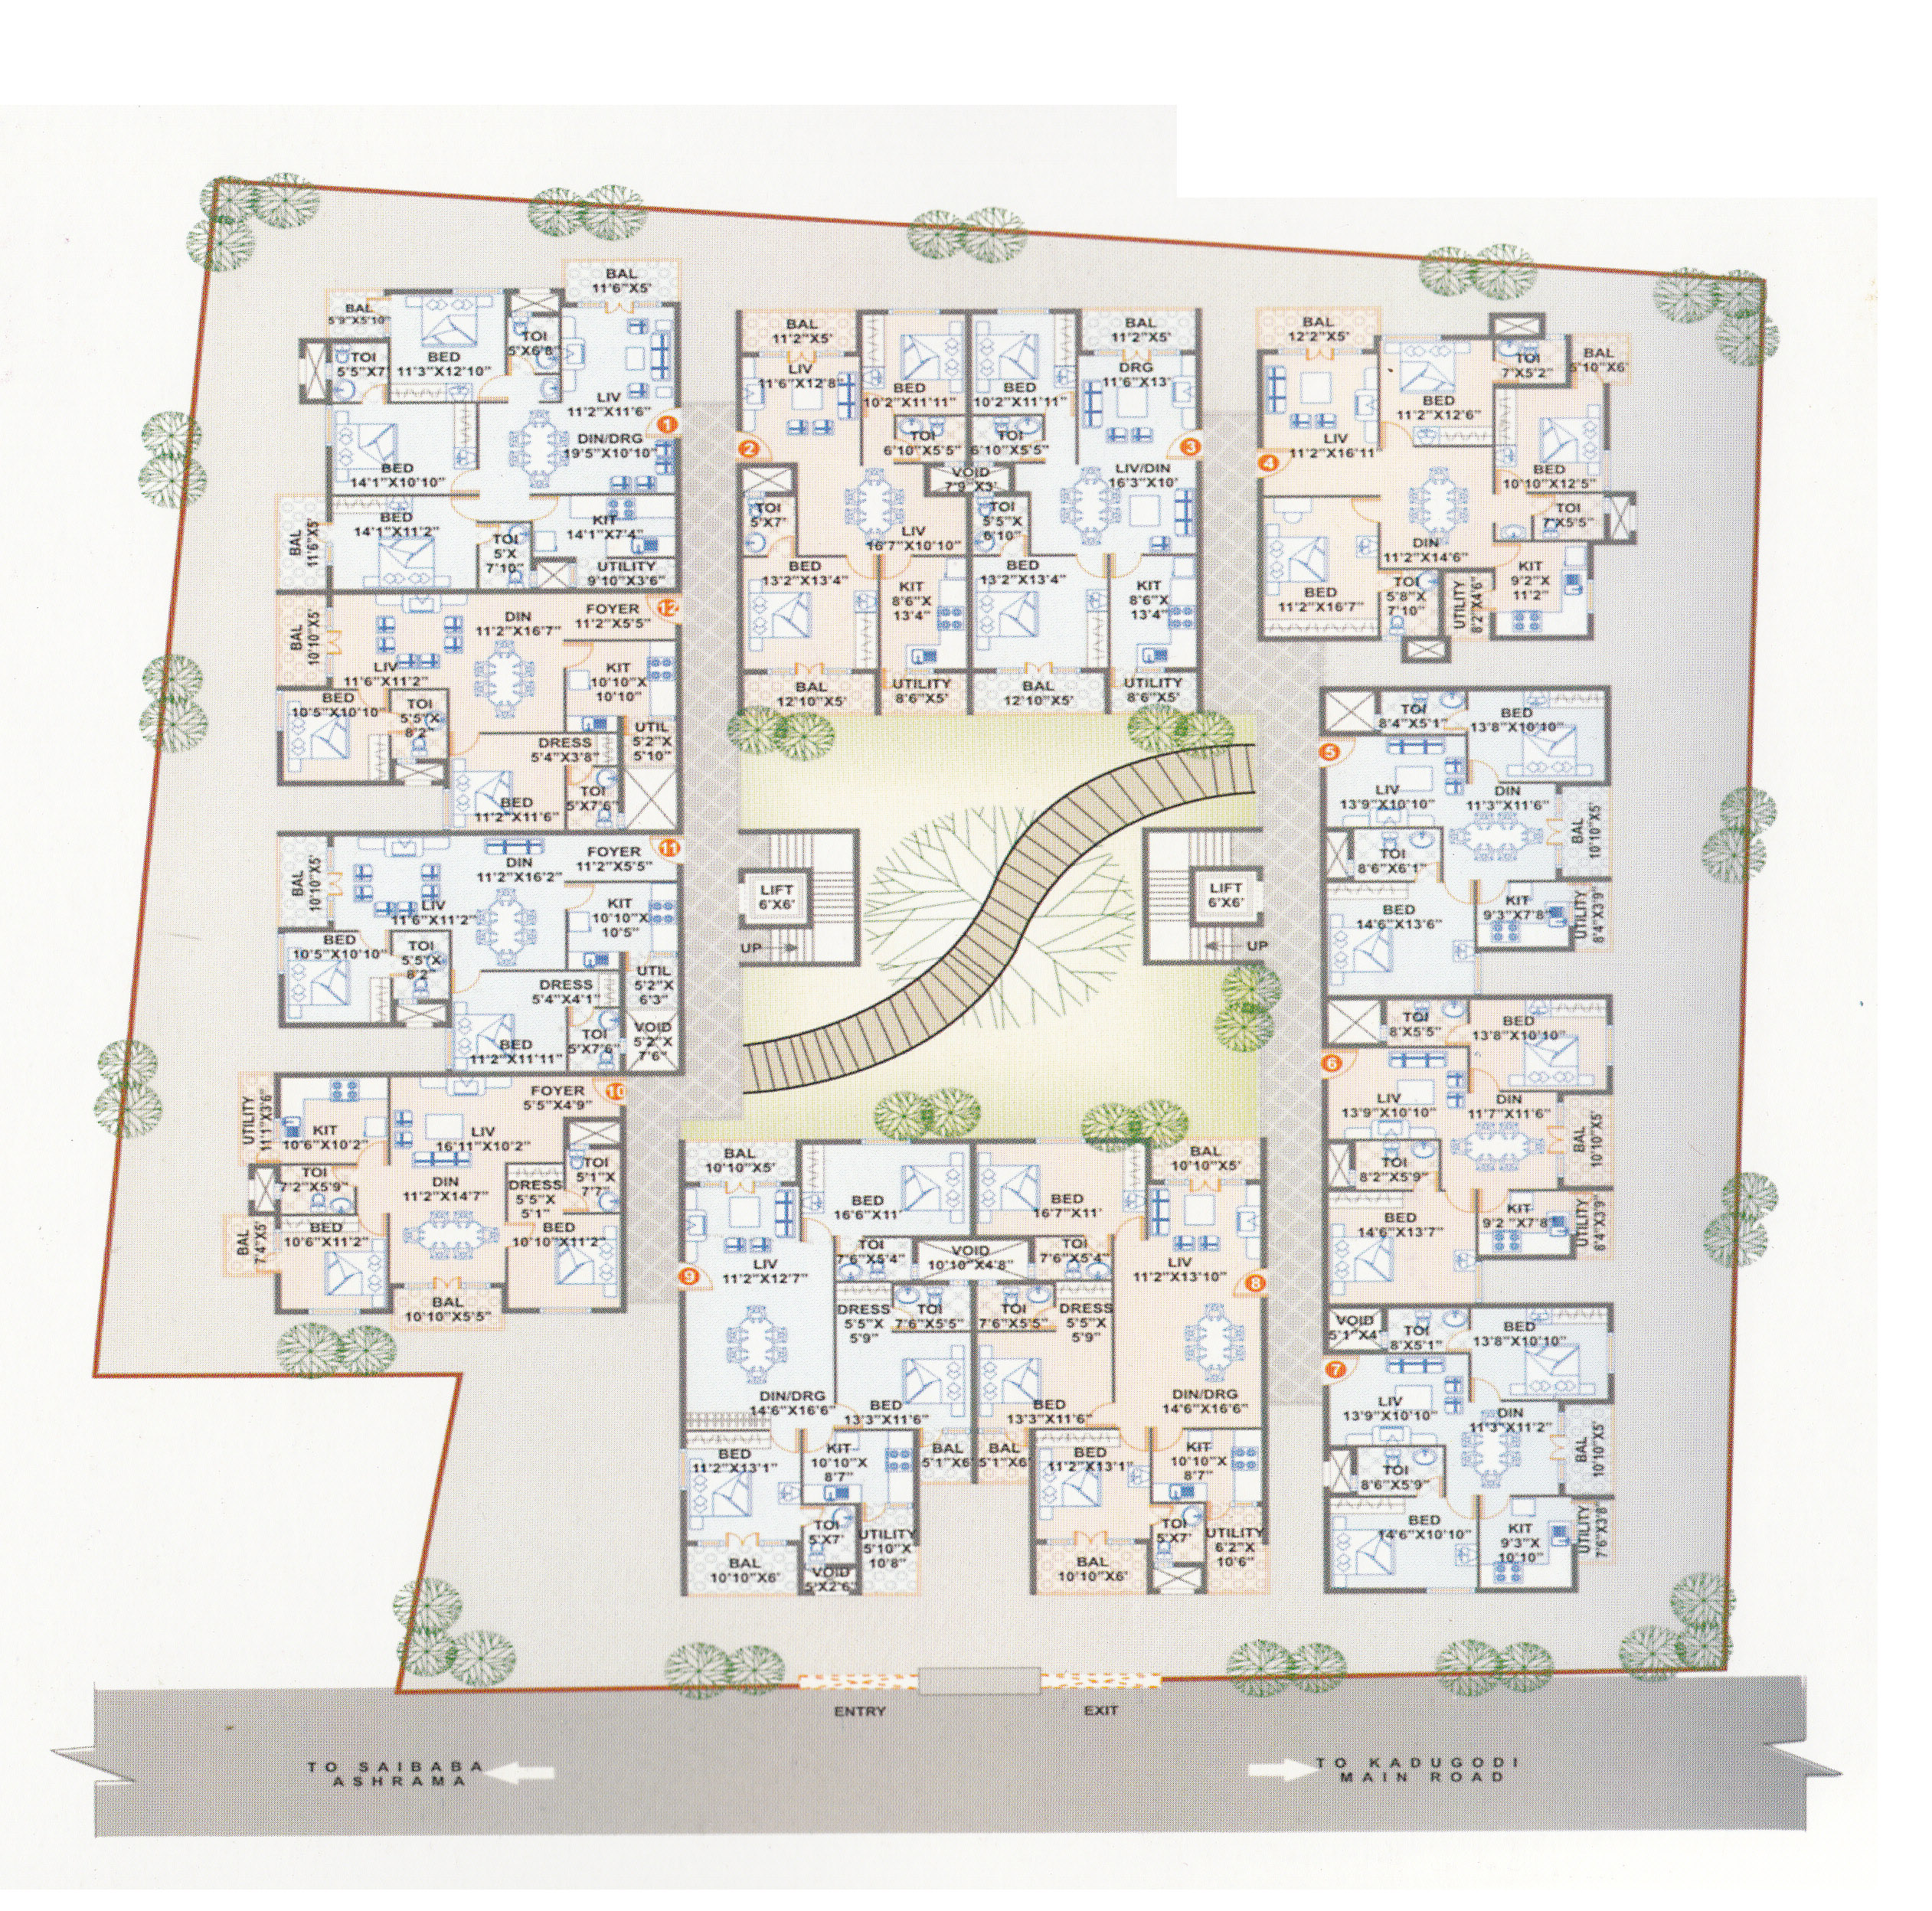 BAL
11'6"X5'
BAL
5'9"X5'10"
TOI
5'5"X7'
BED
11'3"X12'10"
TOI
5'X6'8"
LIV
11'2"X11'6"
1
DIN/DRG
19'5"X10'10"
BED
14'1"X10'10"
BED
14'1"X11'2"
BAL
11'6"X5'
TOI
5'X
7'10"
KIT
14'1"X7'4"
UTILITY
9'10"X3'6"
BAL
11'2"X5'
LIV
11'6"X12'8"
BED
10'2"X11'11"
2
TOI
6'10"X5'5"
VOID
7'9"X3'
TOI
5'X7'
LIV
16'7"X10'10"
BED
13'2"X13'4"
KIT
8'6"X
13'4"
BAL
12'10"X5'
UTILITY
8'6"X5'
BAL
11'2"X5'
DRG
11'6"X13'
BED
10'2"X11'11"
3
TOI
6'10"X5'5"
LIV/DIN
16'3"X10'
TOI
5'5"X
6'10"
BED
13'2"X13'4"
KIT
8'6"X
13'4"
BAL
12'10"X5'
UTILITY
8'6"X5'
BAL
12'2"X5'
TOI
7'X5'2"
BAL
5'10"X6'
BED
11'2"X12'6"
LIV
11'2"X16'11
4
BED
10'10"X12'5"
TOI
7'X5'5"
DIN
11'2"X14'6"
KIT
9'2"X
11'2"
BED
11'2"X16'7"
TOI
5'8"X
7'10"
UTILITY
8'2"X4'6"
12
FOYER
11'2"X5'5"
DIN
11'2"X16'7"
BAL
10'10"X5'
LIV
11'6"X11'2"
KIT
10'10"X
10'10"
BED
10'5"X10'10"
TOI
5'5"X
8'2"
UTIL
5'2"X
5'10"
DRESS
5'4"X3'8"
BED
11'2"X11'6"
TOI
5'X7'6"
11
FOYER
11'2"X5'5"
DIN
11'2"X16'2"
BAL
10'10"X5'
LIV
11'6"X11'2"
KIT
10'10"X
10'5"
BED
10'5"X10'10"
TOI
5'5"X
8'2"
UTIL
5'2"X
6'3"
DRESS
5'4"X4'1"
VOID
5'2"X
7'6"
BED
11'2"X11'11"
TOI
5'X7'6"
LIFT
6'X6'
UP
LIFT
6'X6'
UP
5
TOI
8'4"X5'1"
BED
13'8"X10'10"
LIV
13'9"X10'10"
DIN
11'3"X11'6"
BAL
10'10"X5'
TOI
8'6"X6'1"
BED
14'6"X13'6"
KIT
9'3"X7'8"
UTILITY
8'4"X3'9"
6
TOI
8'X5'5"
BED
13'8"X10'10"
LIV
13'9"X10'10"
DIN
11'7"X11'6"
BAL
10'10"X5'
TOI
8'2"X5'9"
BED
14'6"X13'7"
KIT
9'2"X7'8"
UTILITY
8'4"X3'9"
7
VOID
5'1"X4'
TOI
8'X5'1"
BED
13'8"X10'10"
LIV
13'9"X10'10"
DIN
11'3"X11'2"
BAL
10'10"X5'
TOI
8'6"X5'9"
BED
14'6"X10'10"
KIT
9'3"X
10'10"
UTILITY
7'6"X3'8"
10
FOYER
5'5"X4'9"
UTILITY
11'1"X3'6"
KIT
10'6"X10'2"
LIV
16'11"X10'2"
TOI
7'2"X5'9"
DIN
11'2"X14'7"
DRESS
5'5"X
5'1"
TOI
5'1"X
7'7"
BAL
7'4"X5'
BED
10'6"X11'2"
BED
10'10"X11'2"
BAL
10'10"X5'5"
BAL
10'10"X5'
BED
16'6"X11'
TOI
7'6"X5'4"
VOID
10'10"X4'8"
9
LIV
11'2"X12'7"
DRESS
5'5"X
5'9"
TOI
7'6"X5'5"
DIN/DRG
14'6"X16'6"
BED
13'3"X11'6"
BED
11'2"X13'1"
KIT
10'10"X
8'7"
BAL
5'1"X6'
TOI
5'X7'
UTILITY
5'10"X
10'8"
BAL
10'10"X6'
VOID
5'X2'6"
BAL
10'10"X5'
BED
16'7"X11'
TOI
7'6"X5'4"
LIV
11'2"X13'10"
8
TOI
7'6"X5'5"
DRESS
5'5"X
5'9"
DIN/DRG
14'6"X16'6"
BED
13'3"X11'6"
BAL
5'1"X6'
BED
11'2"X13'1"
KIT
10'10"X
8'7"
TOI
5'X7'
UTILITY
6'2"X
10'6"
BAL
10'10"X6'
ENTRY
EXIT
TO SAIBABA
ASHRAMA
TO KADUGODI
MAIN ROAD